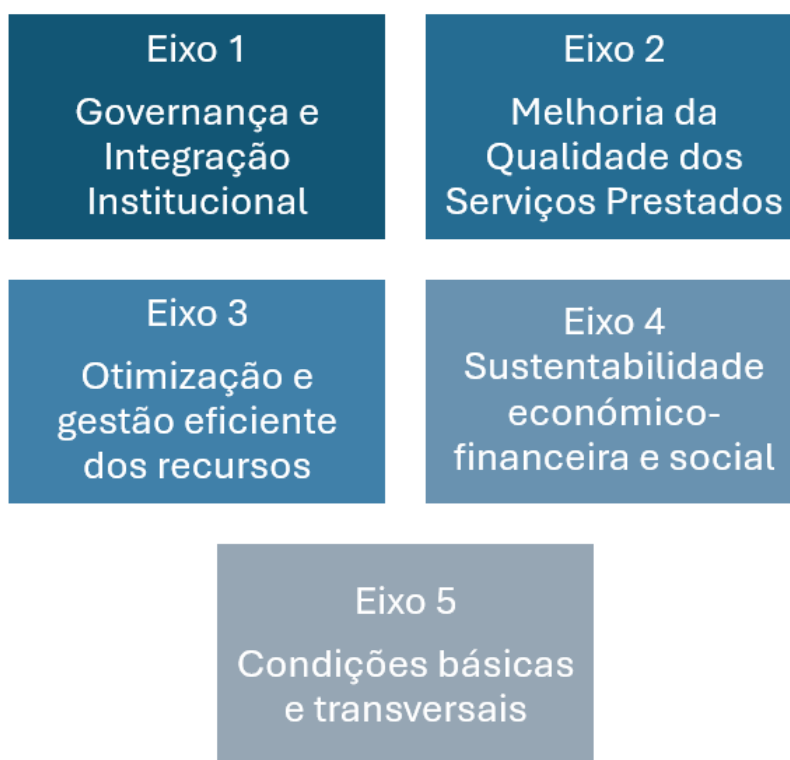 Eixo 1
Governança e
Integração
Institucional
Eixo 2
Melhoria da
Qualidade dos
Serviços Prestados
Eixo 3
Otimização e
gestão eficiente
dos recursos
Eixo 4
Sustentabilidade
económico-
financeira e social
Eixo 5
Condições básicas
e transversais